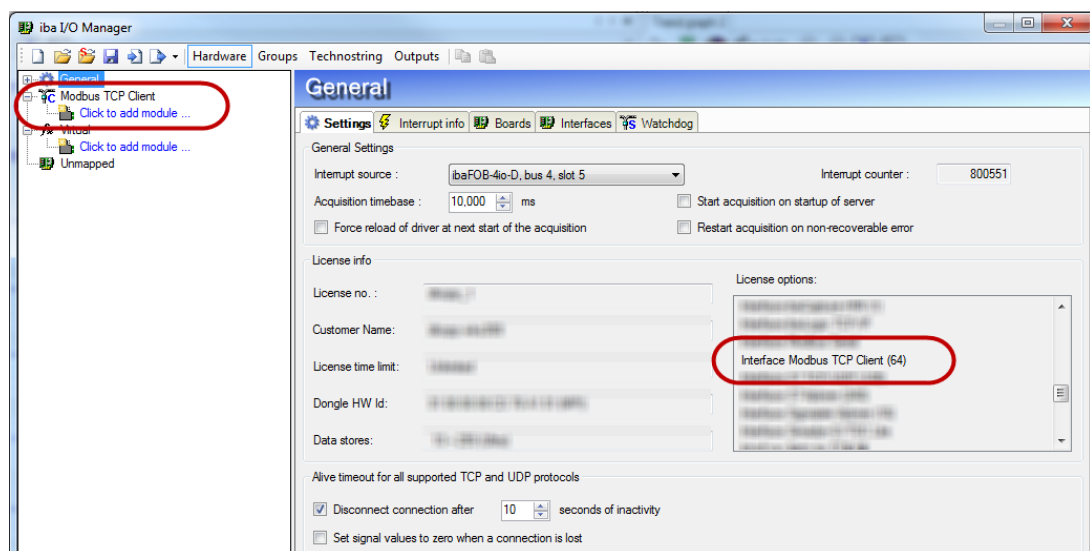 iba I/O Manager
Hardware Groups Technostring Outputs
General
Modbus TCP Client
Click to add module ...
Virtual
Click to add module ...
Unmapped
General
Settings Interrupt info Boards Interfaces Watchdog
General Settings
Interrupt source : ibaFOB-4io-D, bus 4, slot 5 Interrupt counter : 800551
Acquisition timebase : 10,000 ms Start acquisition on startup of server
Force reload of driver at next start of the acquisition Restart acquisition on non-recoverable error
License info
License options:
License no. :
Customer Name:
Interface Modbus TCP Client (64)
License time limit:
Dongle HW Id:
Data stores:
Alive timeout for all supported TCP and UDP protocols
Disconnect connection after 10 seconds of inactivity
Set signal values to zero when a connection is lost